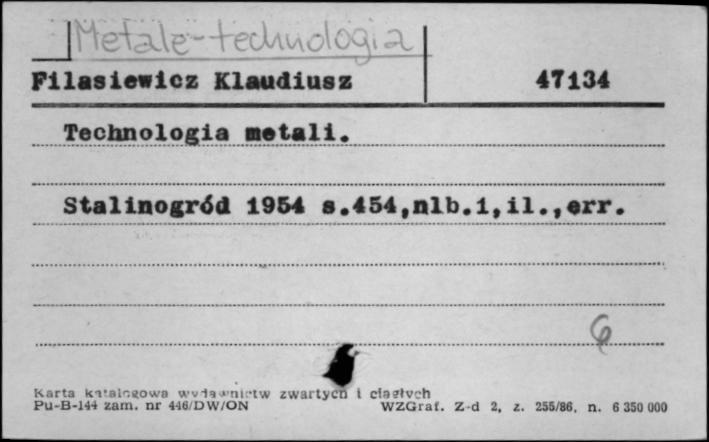 Metale-technologia
Filasiewicz Klaudiusz 47134
Technologia metali.
Stalinogród 1954 s.454,nlb.1,il.,err.
6
Karta katalogowa wydawnictw zwartych i ciągłych
Pu-B-144 zam. nr 446/DW/ON WZGraf. Z-d 2, z. 255/86, n. 6 350 000